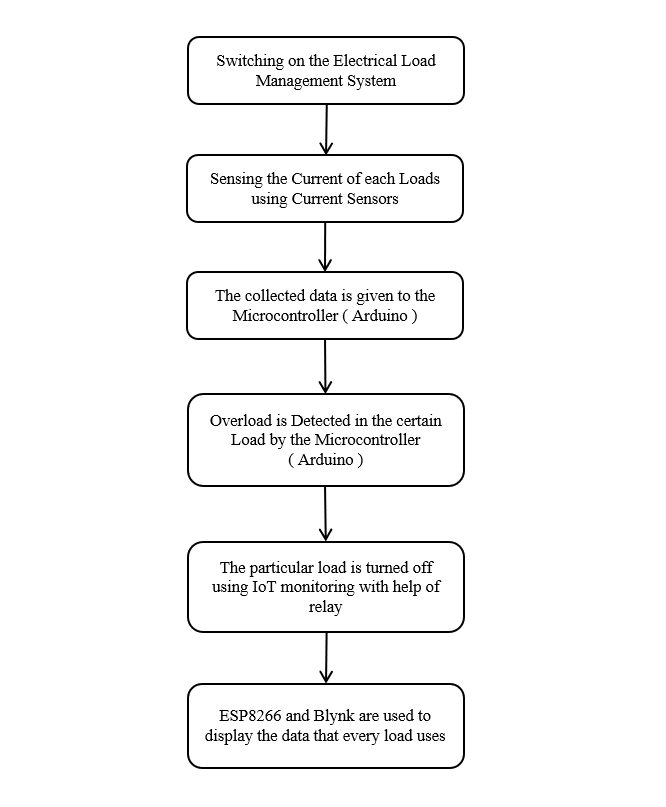 Switching on the Electrical Load
Management System
Sensing the Current of each Loads
using Current Sensors
The collected data is given to the
Microcontroller ( Arduino )
Overload is Detected in the certain
Load by the Microcontroller
( Arduino )
The particular load is turned off
using IoT monitoring with help of
relay
ESP8266 and Blynk are used to
display the data that every load uses